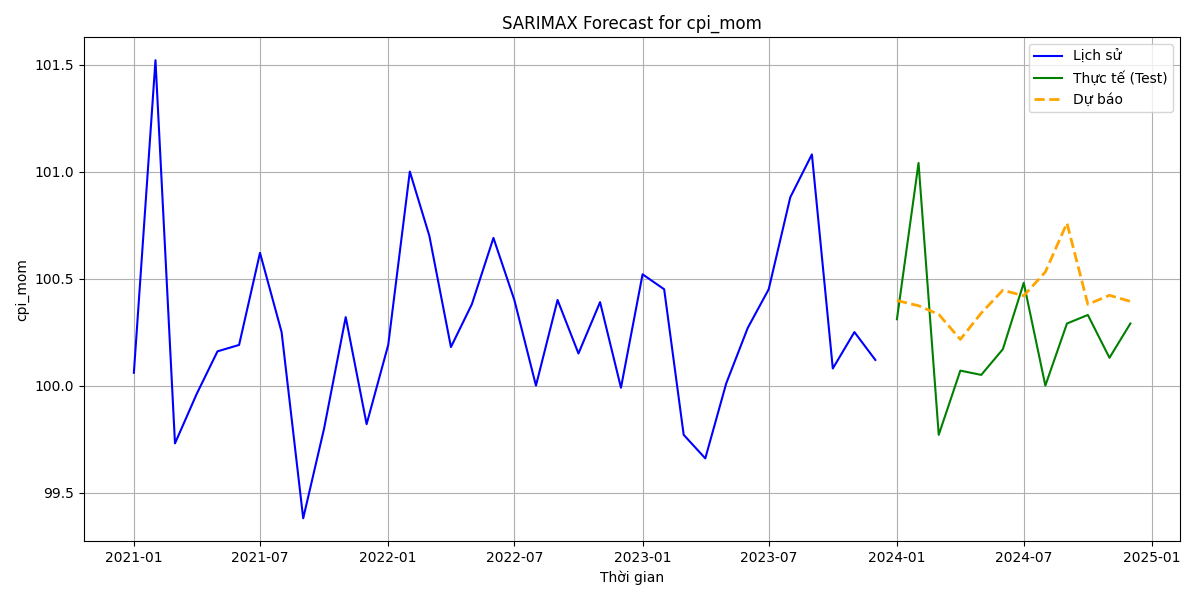 SARIMAX Forecast for cpi_mom
Lịch sử
Thực tế (Test)
Dự báo
cpi_mom
101.5
101.0
100.5
100.0
99.5
2021-01
2021-07
2022-01
2022-07
2023-01
2023-07
2024-01
2024-07
2025-01
Thời gian